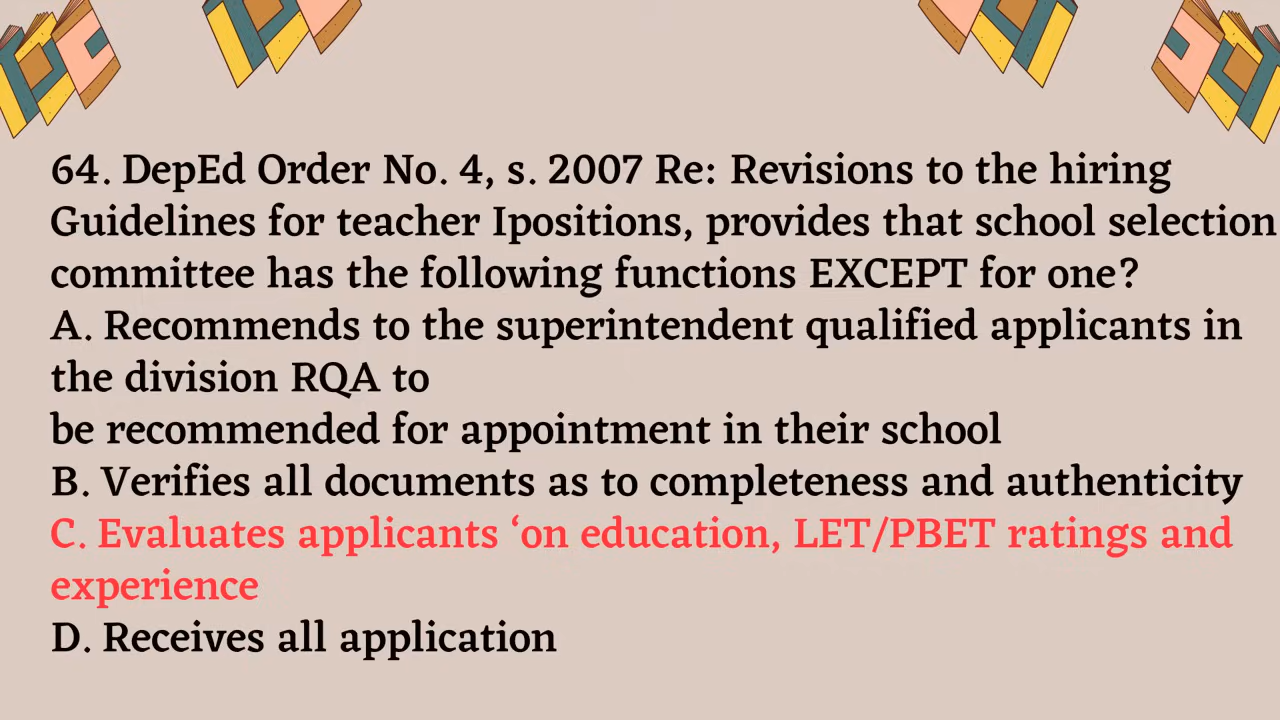 64. DepEd Order No. 4, s. 2007 Re: Revisions to the hiring
Guidelines for teacher Ipositions, provides that school selection
committee has the following functions EXCEPT for one?
A. Recommends to the superintendent qualified applicants in
the division RQA to
be recommended for appointment in their school
B. Verifies all documents as to completeness and authenticity
C. Evaluates applicants ‘on education, LET/PBET ratings and
experience
D. Receives all application